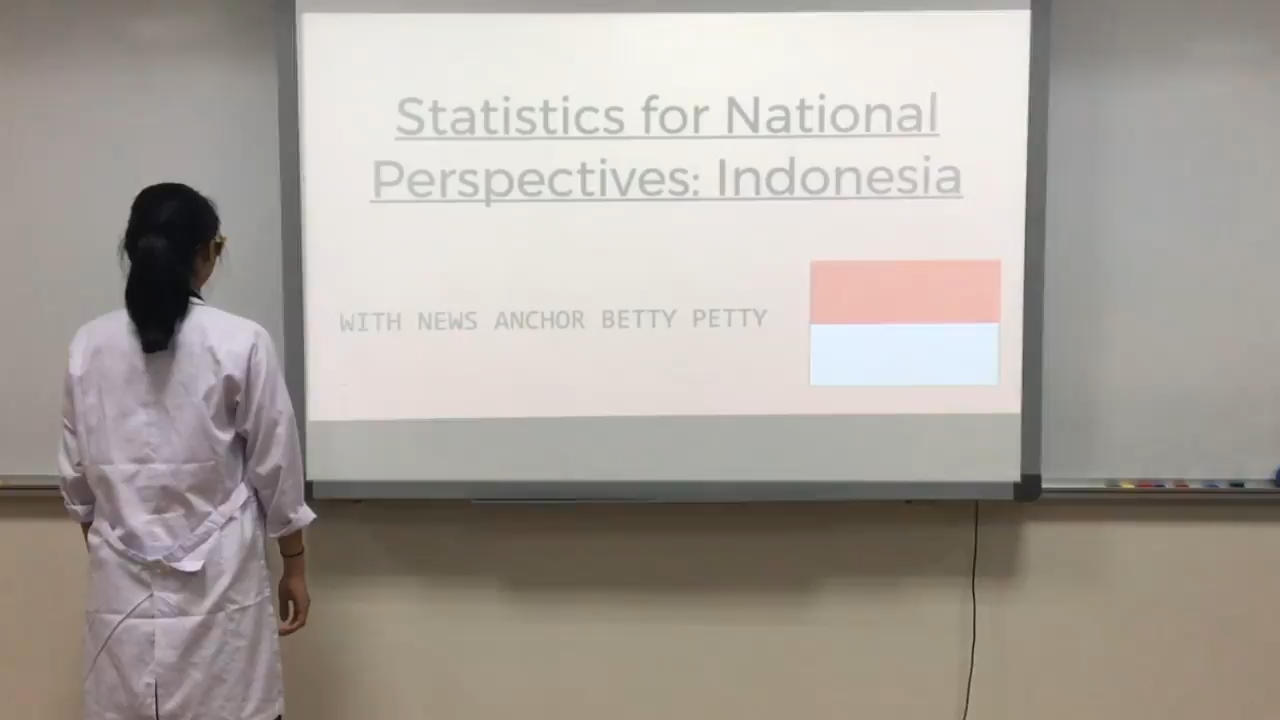 Statistics for National
Perspectives: Indonesia
WITH NEWS ANCHOR BETTY PETTY